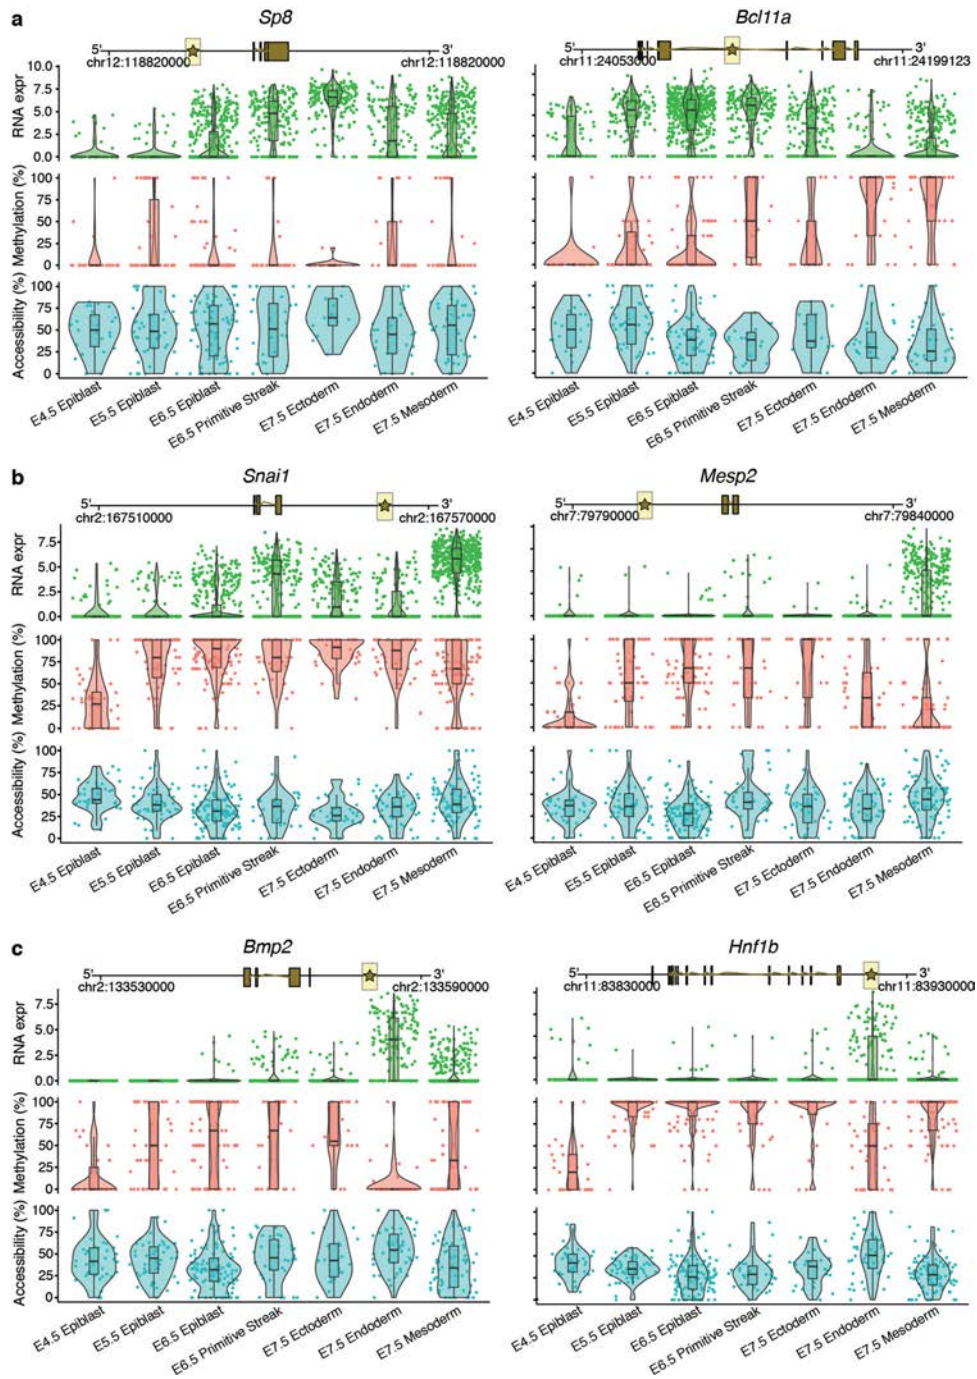 a
Sp8
Bcl11a
5'
3'
5'
3'
chr12:118820000
chr12:118820000
chr11:24053000
chr11:24199123
RNA expr
10.0
7.5
5.0
2.5
0.0
Methylation (%)
100
75
50
25
0
Accessibility (%)
100
75
50
25
0
E4.5 Epiblast
E5.5 Epiblast
E6.5 Epiblast
E6.5 Primitive Streak
E7.5 Ectoderm
E7.5 Endoderm
E7.5 Mesoderm
E4.5 Epiblast
E5.5 Epiblast
E6.5 Epiblast
E6.5 Primitive Streak
E7.5 Ectoderm
E7.5 Endoderm
E7.5 Mesoderm
b
Snai1
Mesp2
5'
3'
5'
3'
chr2:167510000
chr2:167570000
chr7:79790000
chr7:79840000
RNA expr
7.5
5.0
2.5
0.0
Methylation (%)
100
75
50
25
0
Accessibility (%)
100
75
50
25
0
E4.5 Epiblast
E5.5 Epiblast
E6.5 Epiblast
E6.5 Primitive Streak
E7.5 Ectoderm
E7.5 Endoderm
E7.5 Mesoderm
E4.5 Epiblast
E5.5 Epiblast
E6.5 Epiblast
E6.5 Primitive Streak
E7.5 Ectoderm
E7.5 Endoderm
E7.5 Mesoderm
c
Bmp2
Hnf1b
5'
3'
5'
3'
chr2:133530000
chr2:133590000
chr11:83830000
chr11:83930000
RNA expr
7.5
5.0
2.5
0.0
Methylation (%)
100
75
50
25
0
Accessibility (%)
100
75
50
25
0
E4.5 Epiblast
E5.5 Epiblast
E6.5 Epiblast
E6.5 Primitive Streak
E7.5 Ectoderm
E7.5 Endoderm
E7.5 Mesoderm
E4.5 Epiblast
E5.5 Epiblast
E6.5 Epiblast
E6.5 Primitive Streak
E7.5 Ectoderm
E7.5 Endoderm
E7.5 Mesoderm